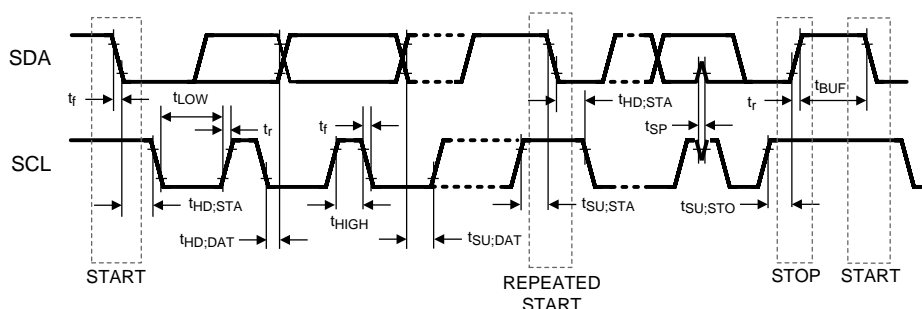 SDA
t_f
t_LOW
t_r
t_f
t_HD;STA
t_SP
t_r
t_BUF
SCL
t_HD;STA
t_HD;DAT
t_HIGH
t_SU;DAT
t_SU;STA
t_SU;STO
START
REPEATED
START
STOP
START